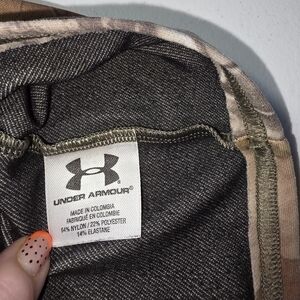 UNDER ARMOUR®
MADE IN COLOMBIA
FABRIQUÉ EN COLOMBIE
64% NYLON / 22% POLYESTER
14% ELASTANE